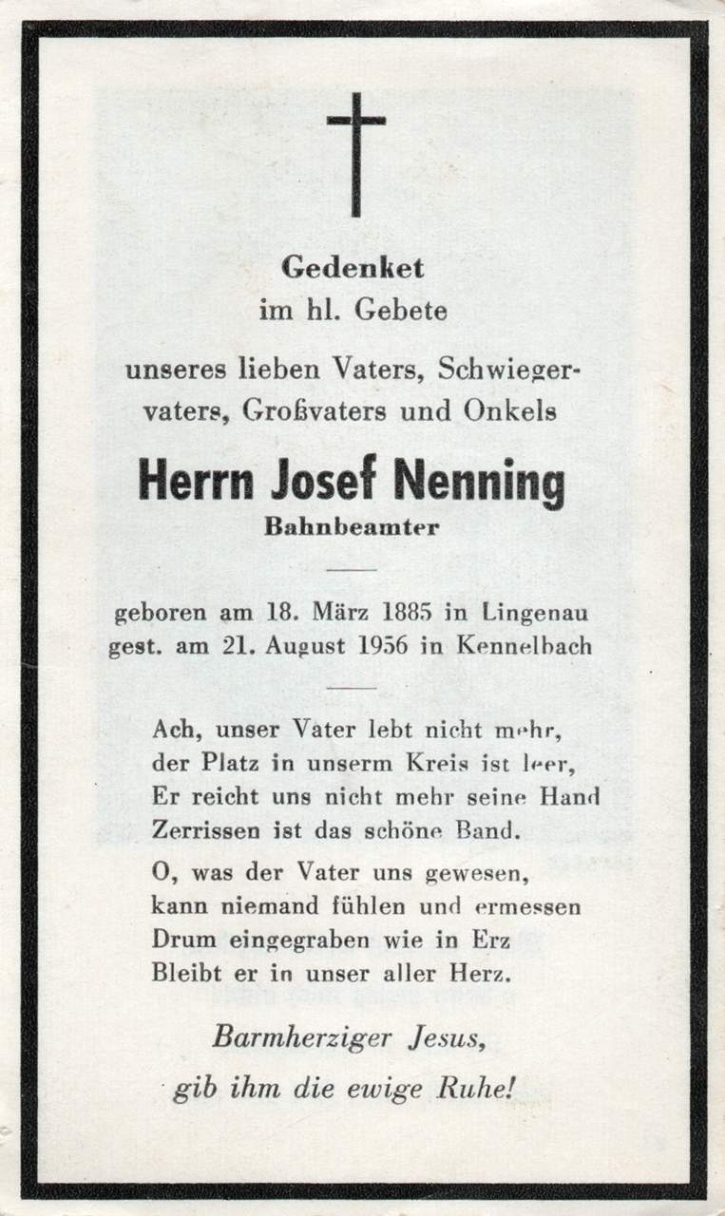 Gedenket
im hl. Gebete
unseres lieben Vaters, Schwieger-
vaters, Großvaters und Onkels
Herrn Josef Nenning
Bahnbeamter
geboren am 18. März 1885 in Lingenau
gest. am 21. August 1956 in Kennelbach
Ach, unser Vater lebt nicht mehr,
der Platz in unserm Kreis ist leer,
Er reicht uns nicht mehr seine Hand
Zerrissen ist das schöne Band.
O, was der Vater uns gewesen,
kann niemand fühlen und ermessen
Drum eingegraben wie in Erz
Bleibt er in unser aller Herz.
Barmherziger Jesus,
gib ihm die ewige Ruhe!